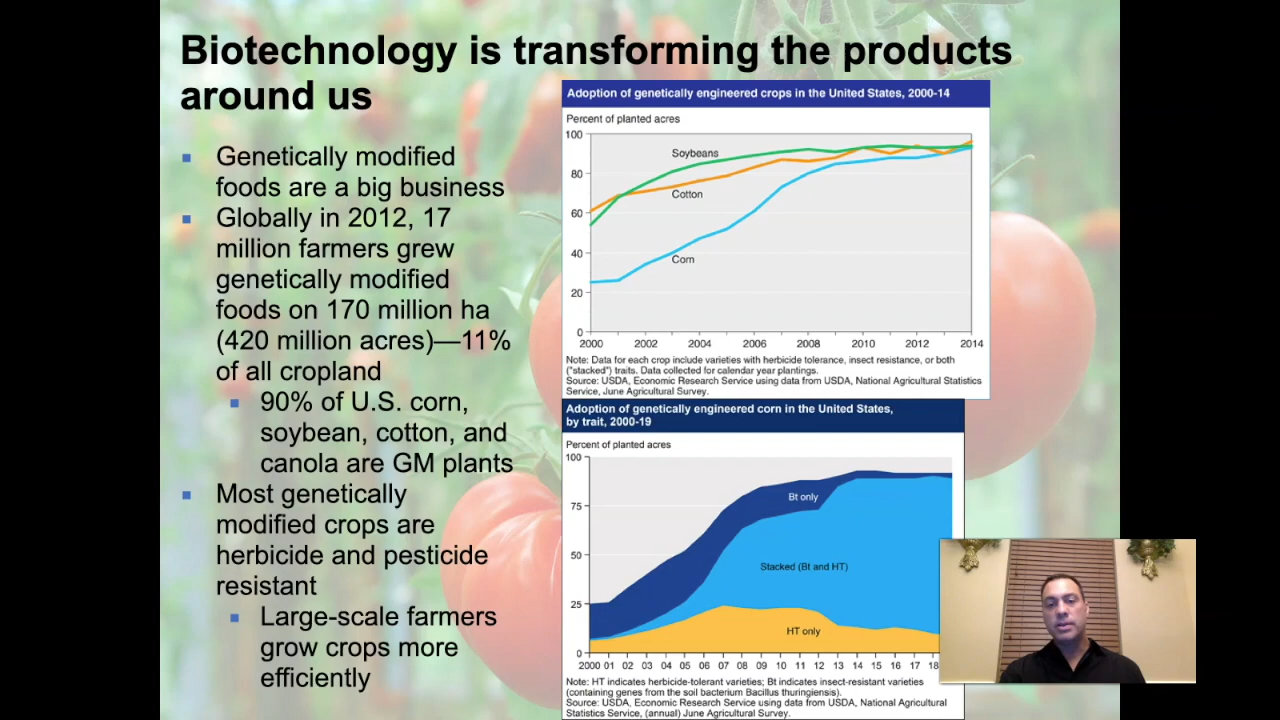 Biotechnology is transforming the products
around us
Genetically modified
foods are a big business
Globally in 2012, 17
million farmers grew
genetically modified
foods on 170 million ha
(420 million acres)—11%
of all cropland
90% of U.S. corn,
soybean, cotton, and
canola are GM plants
Most genetically
modified crops are
herbicide and pesticide
resistant
Large-scale farmers
grow crops more
efficiently
Adoption of genetically engineered crops in the United States, 2000-14
Percent of planted acres
100
80
60
40
20
0
Soybeans
Cotton
Corn
2000 2002 2004 2006 2008 2010 2012 2014
Note: Data for each crop include varieties with herbicide tolerance, insect resistance, or both
("stacked") traits. Data collected for calendar year plantings.
Source: USDA, Economic Research Service using data from USDA, National Agricultural Statistics
Service, June Agricultural Survey.
Adoption of genetically engineered corn in the United States,
by trait, 2000-19
Percent of planted acres
100
75
50
25
0
Bt only
Stacked (Bt and HT)
HT only
2000 01 02 03 04 05 06 07 08 09 10 11 12 13 14 15 16 17 18
Note: HT indicates herbicide-tolerant varieties; Bt indicates insect-resistant varieties
(containing genes from the soil bacterium Bacillus thuringiensis).
Source: USDA, Economic Research Service using data from USDA, National Agricultural
Statistics Service, (annual) June Agricultural Survey.